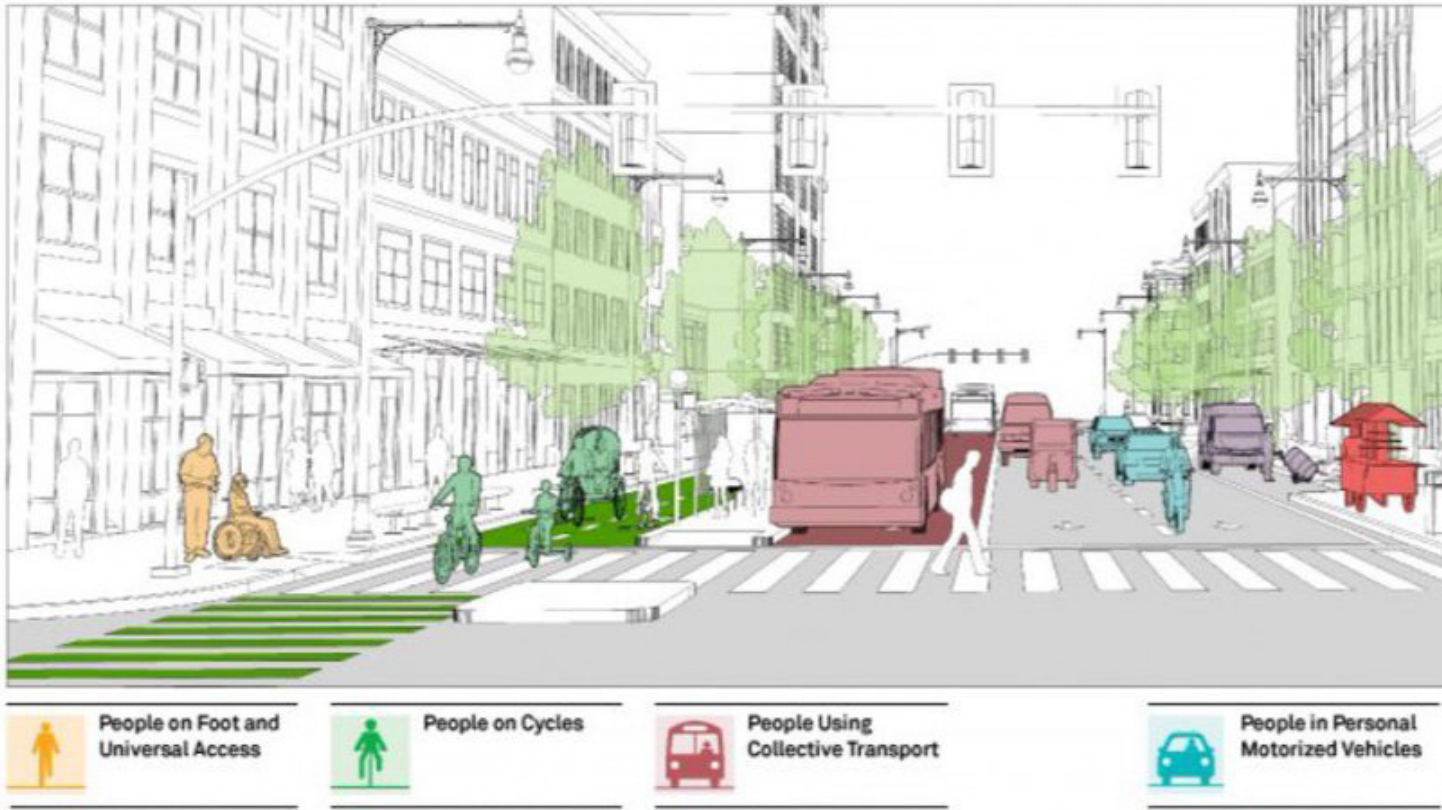 People on Foot and
Universal Access
People on Cycles
People Using
Collective Transport
People in Personal
Motorized Vehicles